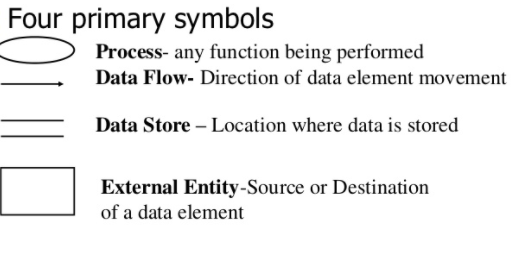 Four primary symbols
Process- any function being performed
Data Flow- Direction of data element movement
Data Store – Location where data is stored
External Entity-Source or Destination
of a data element